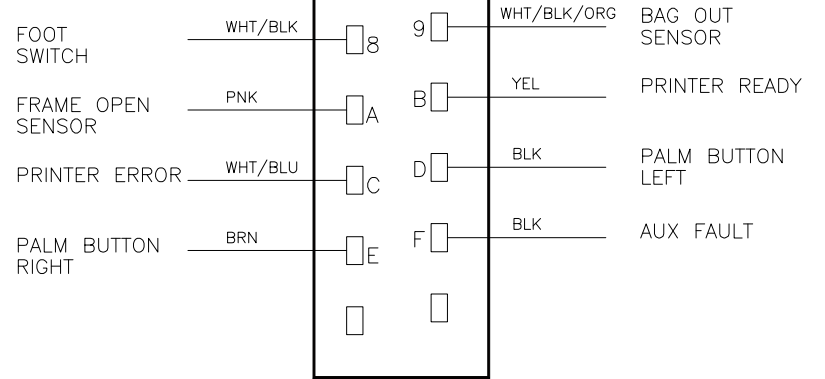 FOOT
SWITCH
WHT/BLK
8
9
WHT/BLK/ORG
BAG OUT
SENSOR
FRAME OPEN
SENSOR
PNK
A
B
YEL
PRINTER READY
PRINTER ERROR
WHT/BLU
C
D
BLK
PALM BUTTON
LEFT
PALM BUTTON
RIGHT
BRN
E
F
BLK
AUX FAULT